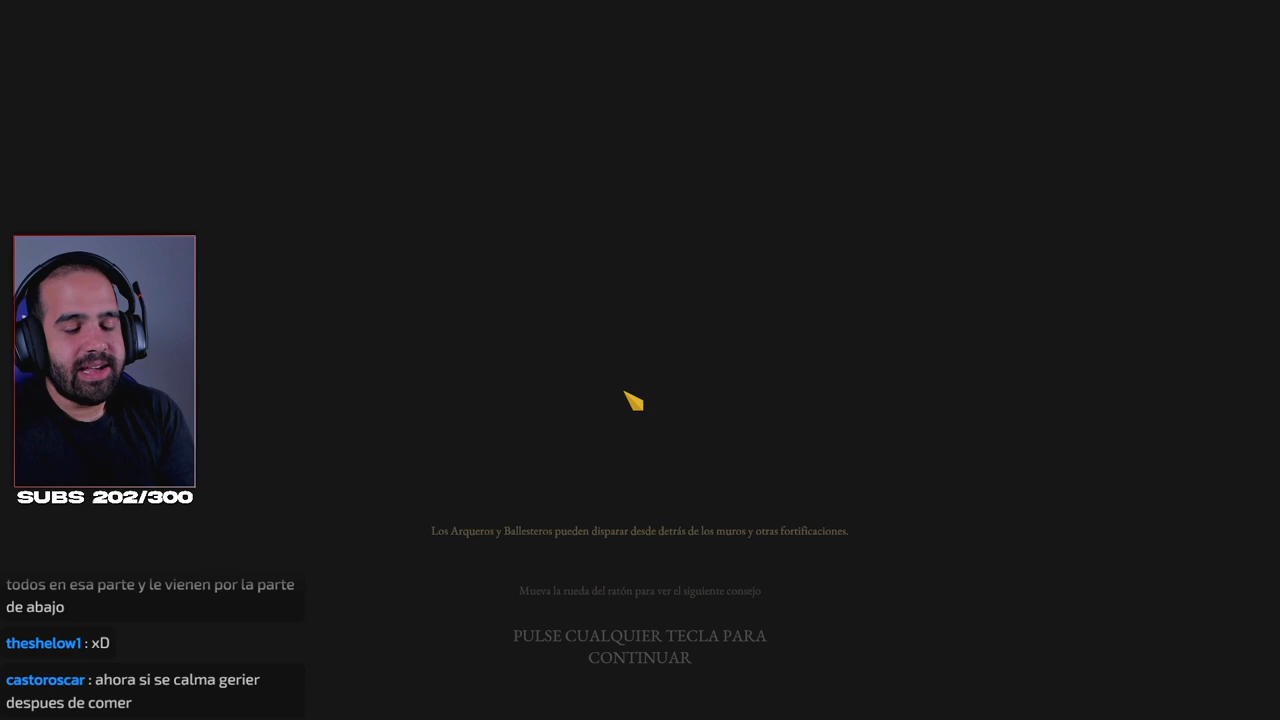 SUBS 202/300
Los Arqueros y Ballesteros pueden disparar desde detrás de los muros y otras fortificaciones.
Mueva la rueda del ratón para ver el siguiente consejo
PULSE CUALQUIER TECLA PARA
CONTINUAR
todos en esa parte y le vienen por la parte
de abajo
theshelow1 : xD
castoroscar : ahora si se calma gerier
despues de comer